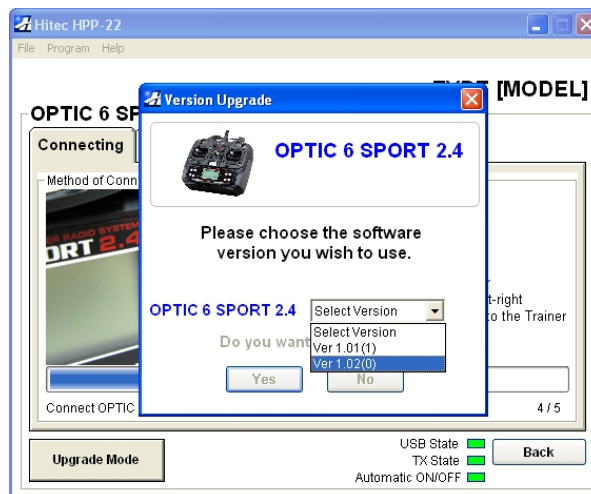 Hitec HPP-22
File Program Help
[MODEL]
OPTIC 6 SP
Version Upgrade
Connecting
OPTIC 6 SPORT 2.4
Method of Conn
Please choose the software
version you wish to use.
OPTIC 6 SPORT 2.4 Select Version
t-right
to the Trainer
Select Version
Do you want
Ver 1.01(1)
Ver 1.02(0)
Yes No
Connect OPTIC 4 / 5
Upgrade Mode
USB State
TX State
Automatic ON/OFF
Back